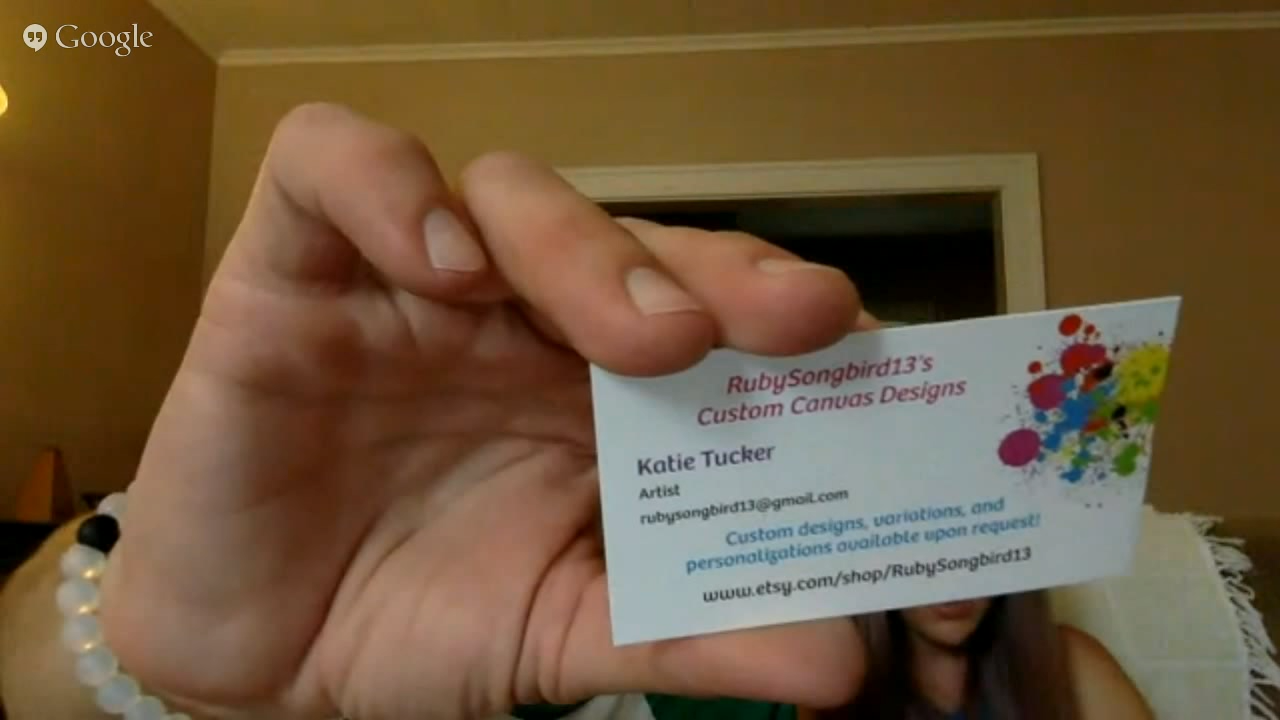 Google
RubySongbird13's
Custom Canvas Designs
Katie Tucker
Artist
rubysongbird13@gmail.com
Custom designs, variations, and
personalizations available upon request!
www.etsy.com/shop/RubySongbird13